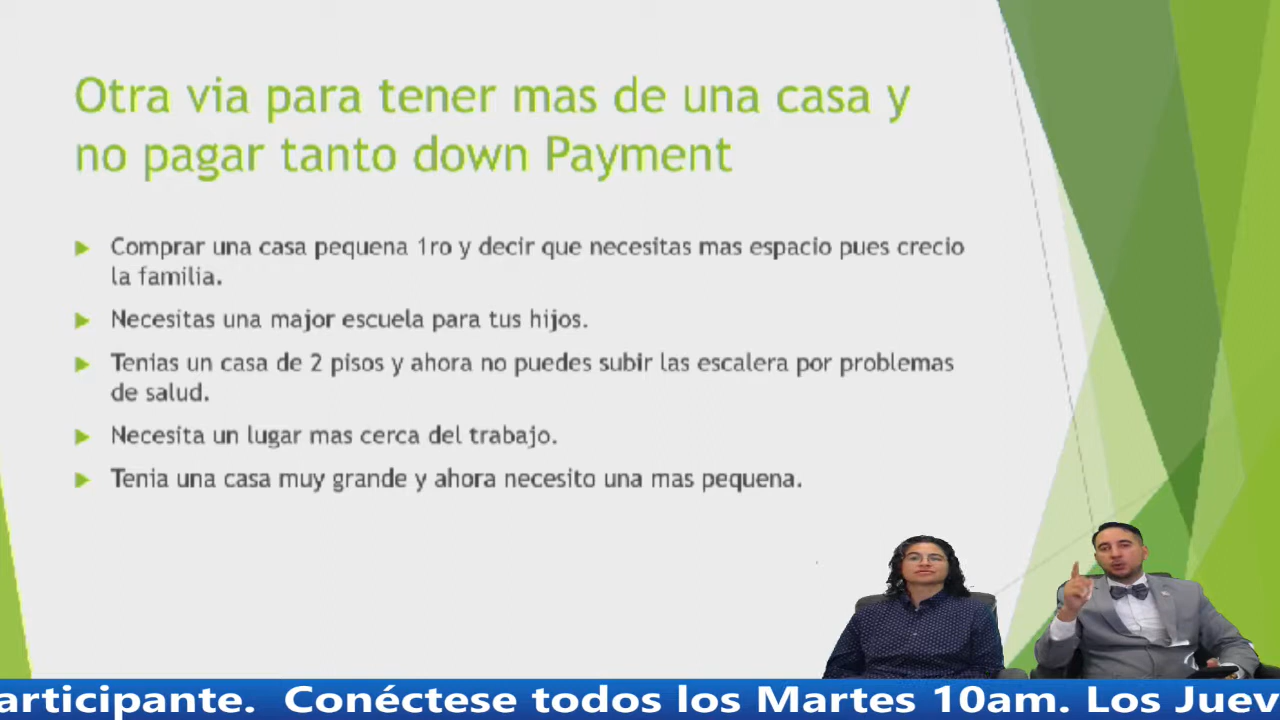 Otra via para tener mas de una casa y
no pagar tanto down Payment
Comprar una casa pequena 1ro y decir que necesitas mas espacio pues crecio
la familia.
Necesitas una major escuela para tus hijos.
Tenias un casa de 2 pisos y ahora no puedes subir las escalera por problemas
de salud.
Necesita un lugar mas cerca del trabajo.
Tenia una casa muy grande y ahora necesito una mas pequena.
articipante. Conéctese todos los Martes 10am. Los Juev